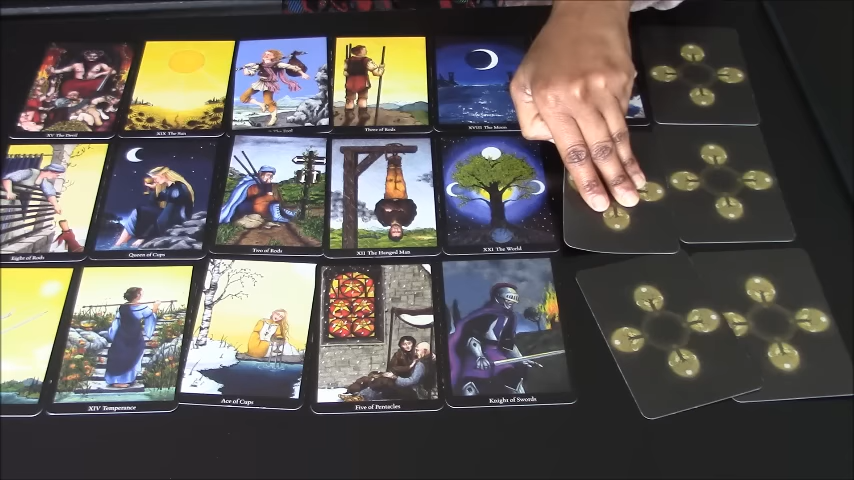 XV The Devil
XIX The Sun
Three of Rods
XVIII The Moon
Eight of Rods
Queen of Cups
Two of Rods
XII The Hanged Man
XXI The World
XIV Temperance
Ace of Cups
Five of Pentacles
Knight of Swords